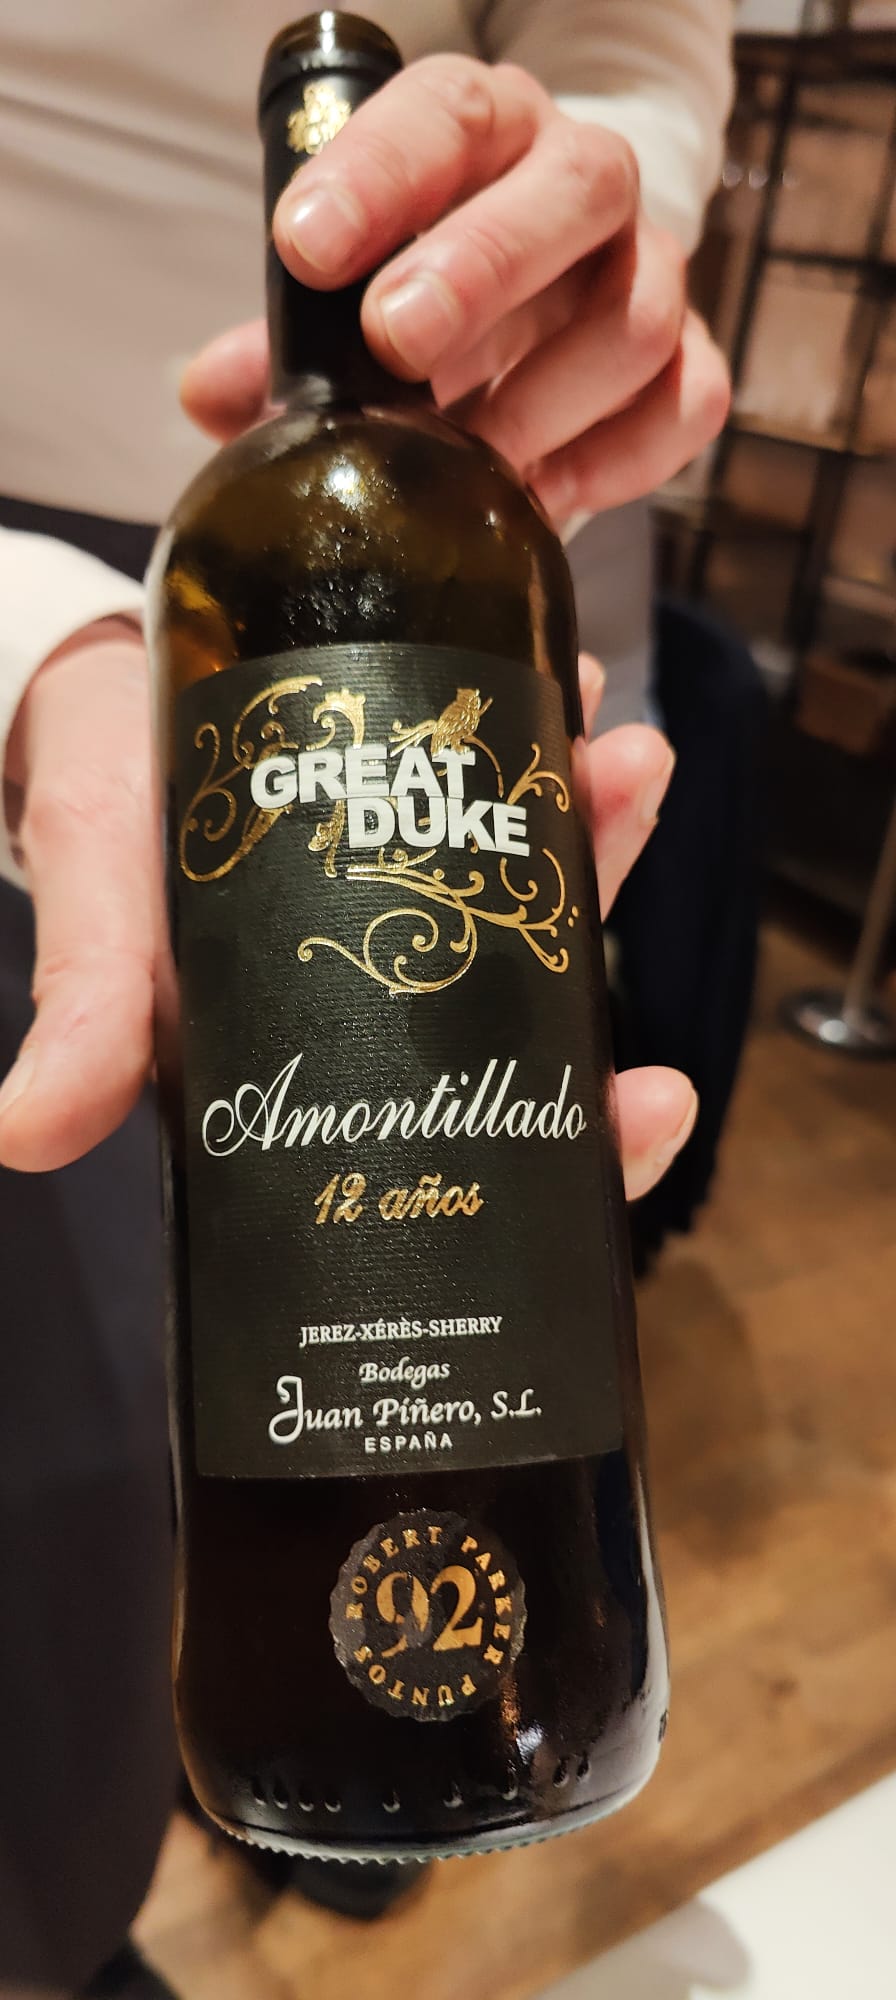 GREAT
DUKE
Amontillado
12 años
JEREZ-XÉRÈS-SHERRY
Bodegas
Juan Piñero, S.L.
ESPAÑA
ROBERT PARKER
92
PUNTOS